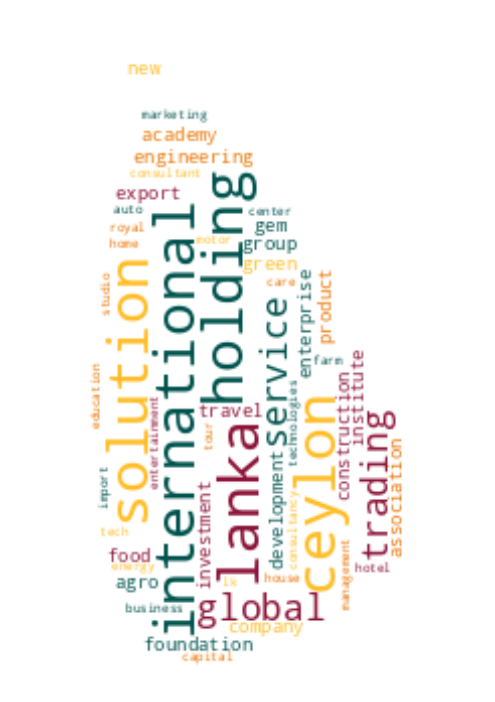 new
marketing
academy
engineering
consultant
export
auto
center
royal
gem
home
motor
group
green
care
studio
solution
international
holding
service
enterprise
product
farm
education
entertainment
travel
tour
lanka
technologies
ceylon
construction
institute
trading
association
import
tech
food
energy
agro
investment
development
consultancy
lk
house
management
hotel
business
global
company
foundation
capital